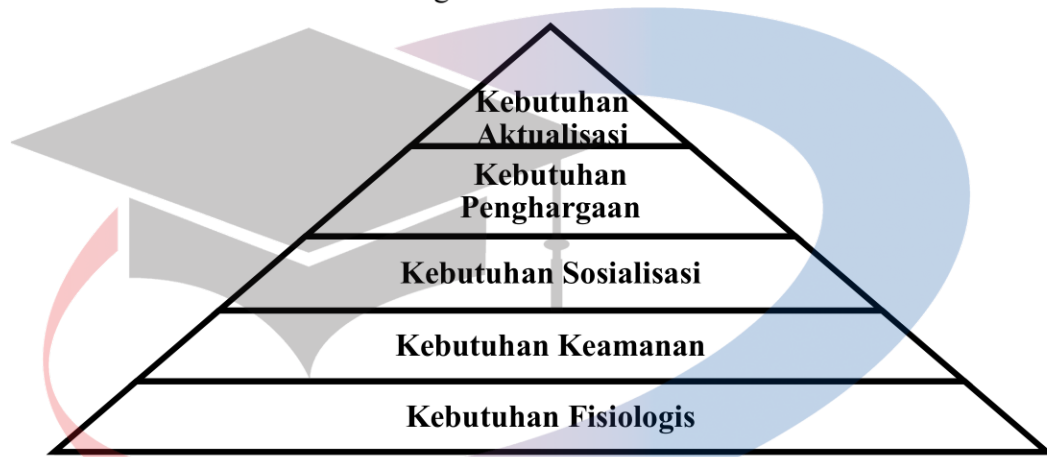 Kebutuhan
Aktualisasi
Kebutuhan
Penghargaan
Kebutuhan Sosialisasi
Kebutuhan Keamanan
Kebutuhan Fisiologis